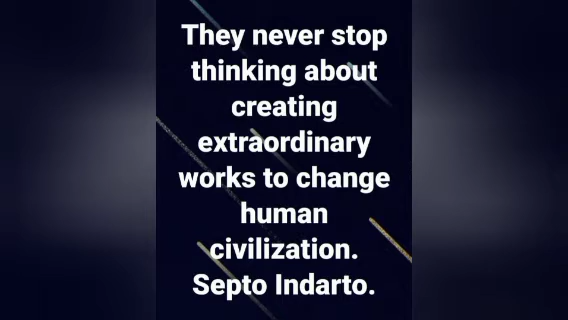 They never stop
thinking about
creating
extraordinary
works to change
human
civilization.
Septo Indarto.